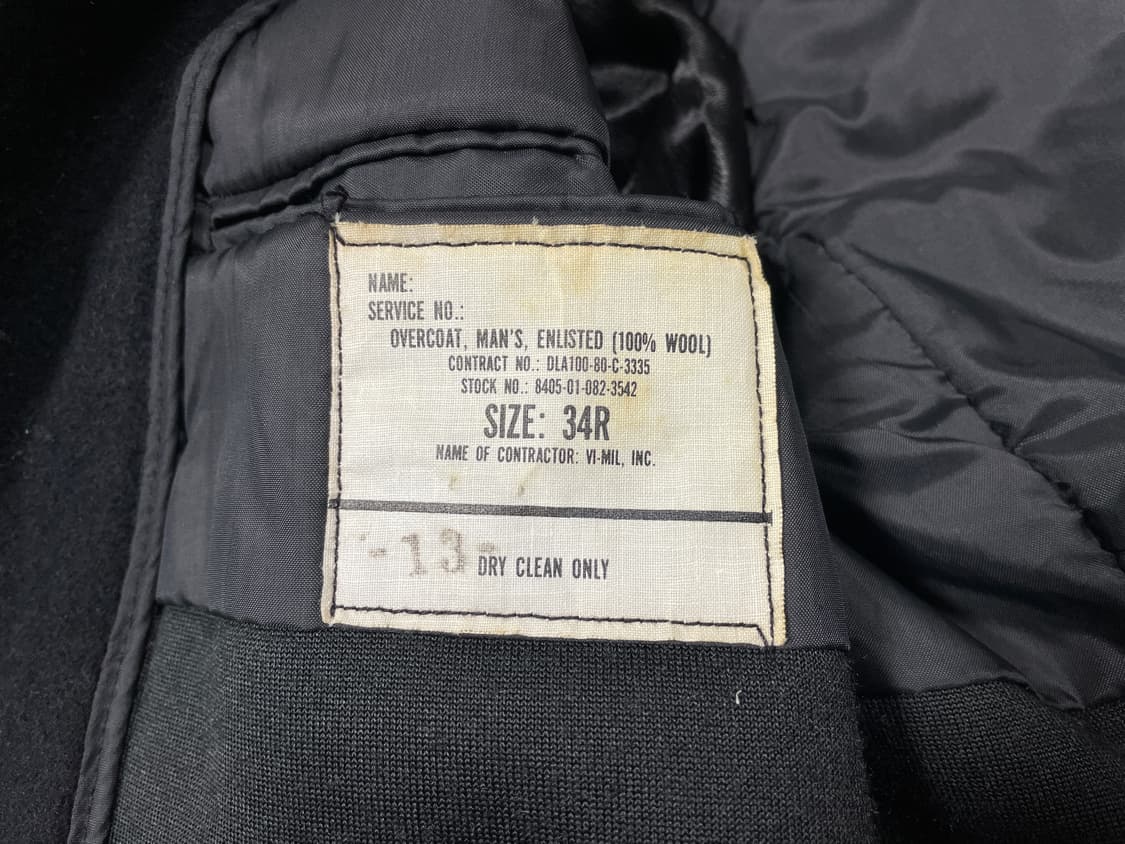 NAME:
SERVICE NO.:
OVERCOAT, MAN'S, ENLISTED (100% WOOL)
CONTRACT NO.: DLA100-80-C-3335
STOCK NO.: 8405-01-082-3542
SIZE: 34R
NAME OF CONTRACTOR: VI-MIL, INC.
-13-
DRY CLEAN ONLY